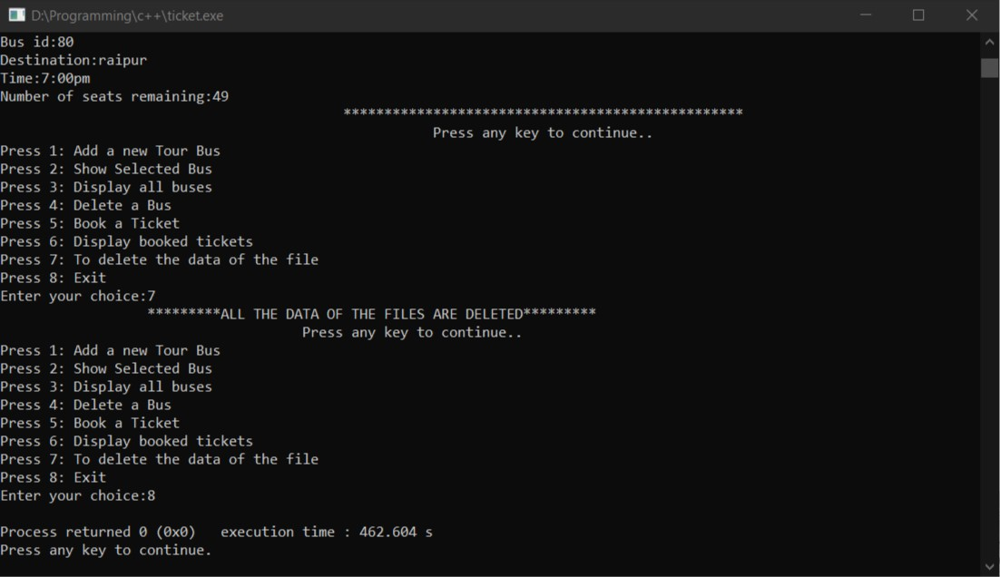 D:\Programming\c++\ticket.exe
Bus id:80
Destination:raipur
Time:7:00pm
Number of seats remaining:49
*************************************************
Press any key to continue..
Press 1: Add a new Tour Bus
Press 2: Show Selected Bus
Press 3: Display all buses
Press 4: Delete a Bus
Press 5: Book a Ticket
Press 6: Display booked tickets
Press 7: To delete the data of the file
Press 8: Exit
Enter your choice:7
*********ALL THE DATA OF THE FILES ARE DELETED*********
Press any key to continue..
Press 1: Add a new Tour Bus
Press 2: Show Selected Bus
Press 3: Display all buses
Press 4: Delete a Bus
Press 5: Book a Ticket
Press 6: Display booked tickets
Press 7: To delete the data of the file
Press 8: Exit
Enter your choice:8
Process returned 0 (0x0)   execution time : 462.604 s
Press any key to continue.